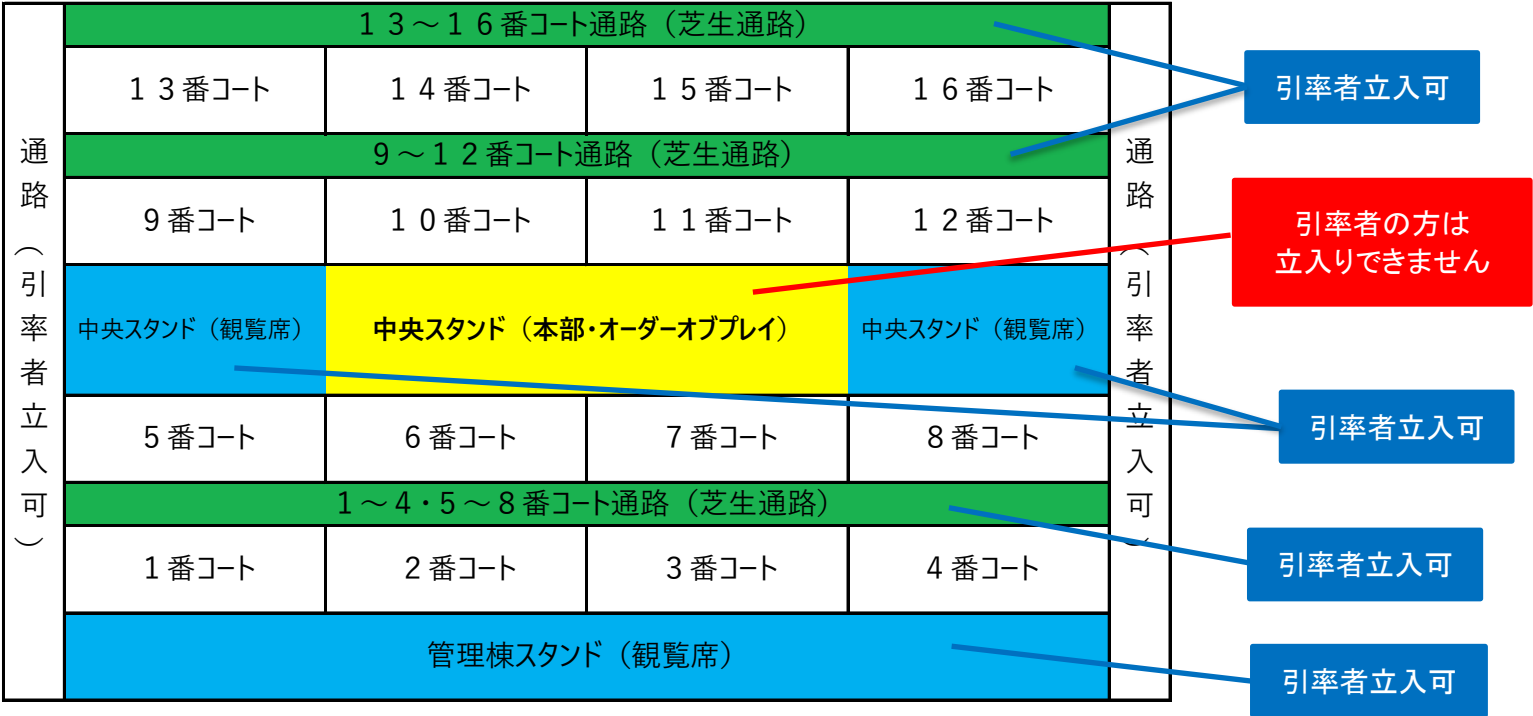 13～16番コート通路（芝生通路）
13番コート
14番コート
15番コート
16番コート
引率者立入可
9～12番コート通路（芝生通路）
9番コート
10番コート
11番コート
12番コート
引率者の方は
立入りできません
中央スタンド（観覧席）
中央スタンド（本部・オーダーオブプレイ）
中央スタンド（観覧席）
5番コート
6番コート
7番コート
8番コート
引率者立入可
1～4・5～8番コート通路（芝生通路）
1番コート
2番コート
3番コート
4番コート
引率者立入可
管理棟スタンド（観覧席）
引率者立入可
通路（引率者立入可）
通路（引率者立入可）